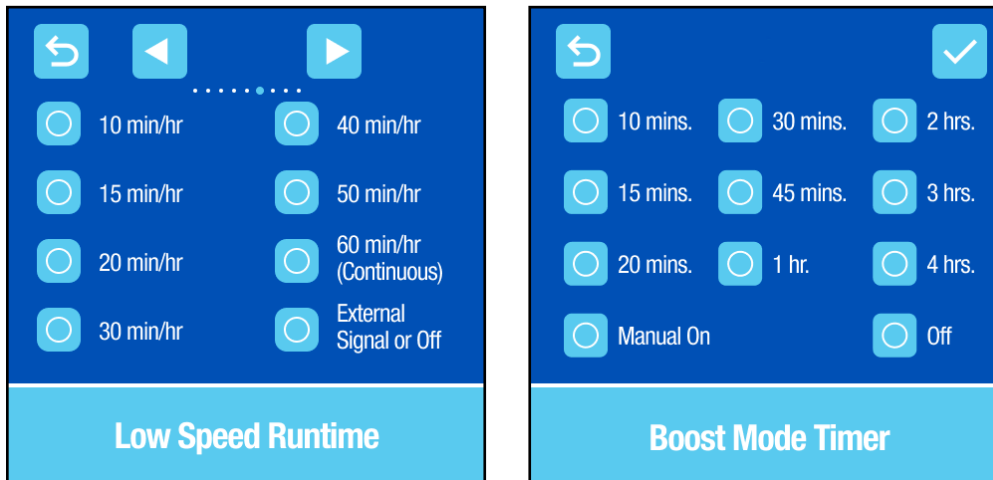 10 min/hr
40 min/hr
15 min/hr
50 min/hr
20 min/hr
60 min/hr
(Continuous)
30 min/hr
External
Signal or Off
Low Speed Runtime
10 mins.
30 mins.
2 hrs.
15 mins.
45 mins.
3 hrs.
20 mins.
1 hr.
4 hrs.
Manual On
Off
Boost Mode Timer